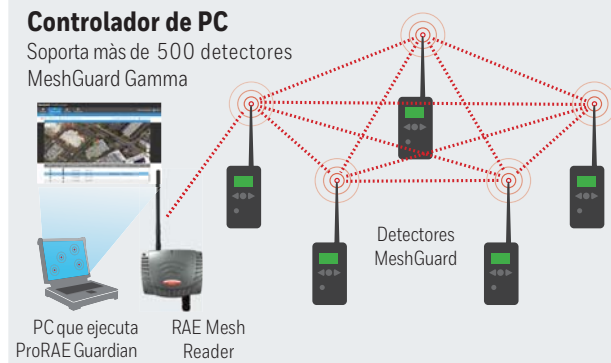 Controlador de PC
Soporta màs de 500 detectores
MeshGuard Gamma
Detectores
MeshGuard
PC que ejecuta
ProRAE Guardian
RAE Mesh
Reader